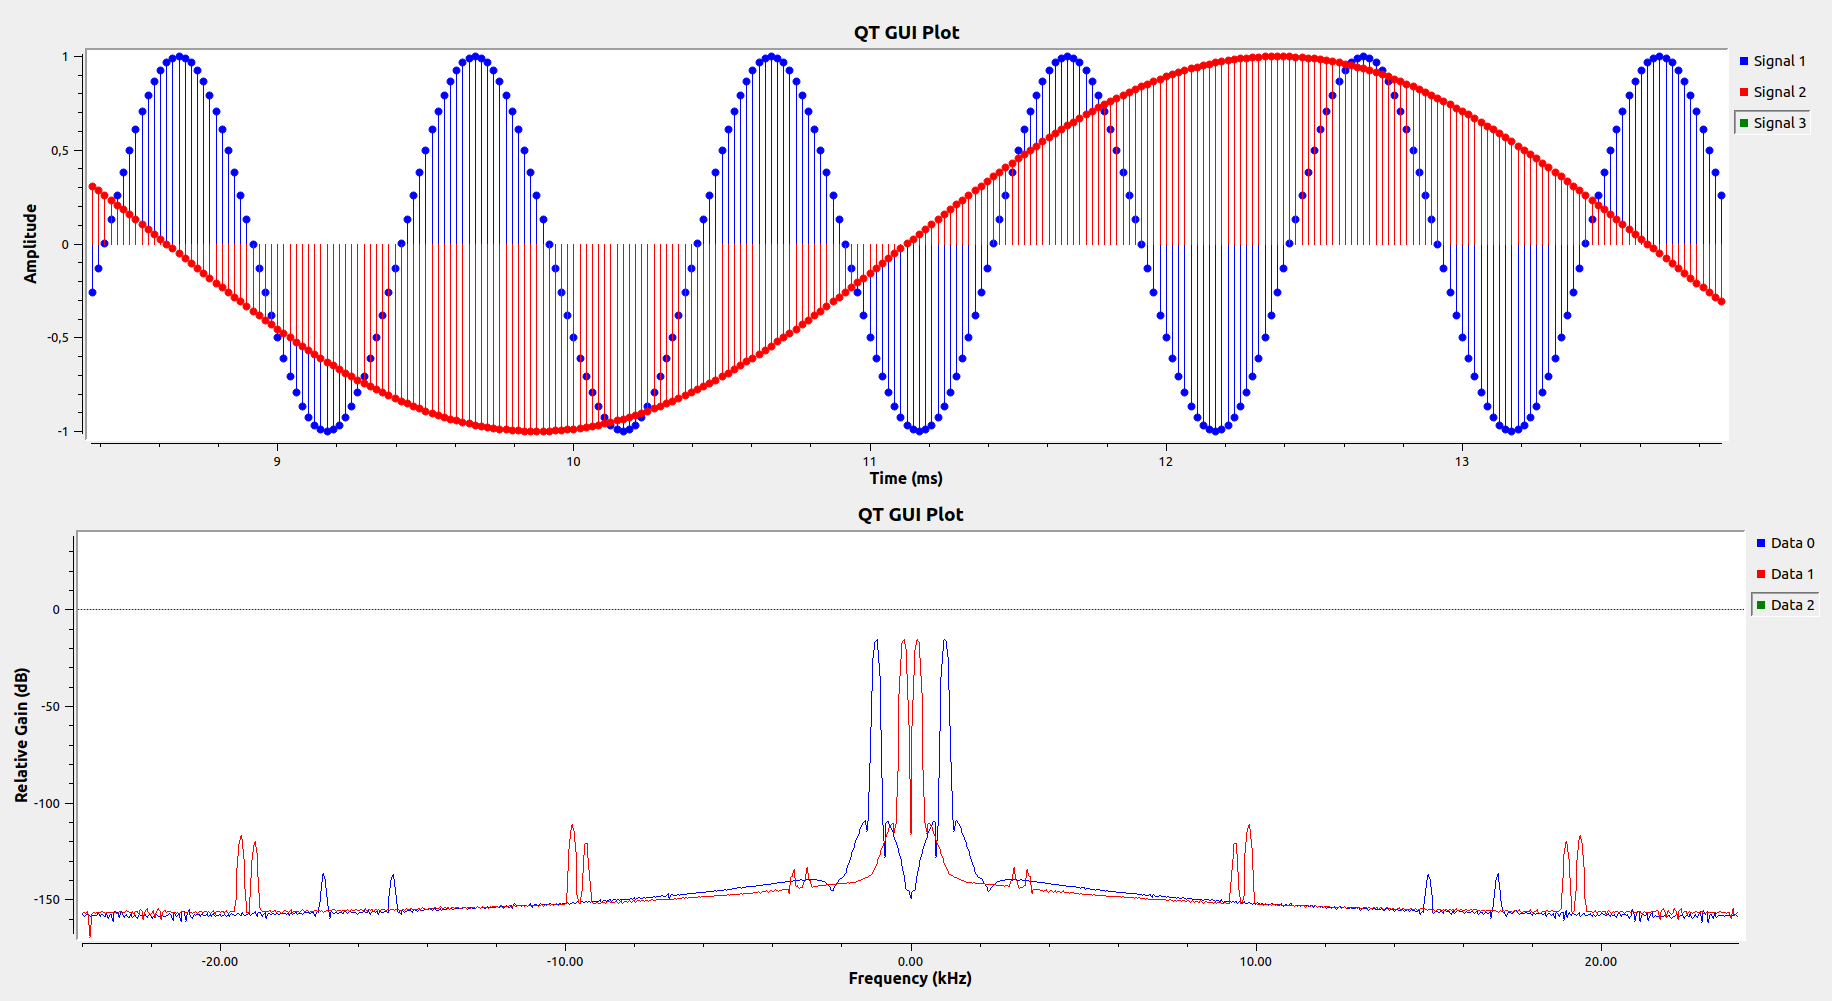 QT GUI Plot
1
0,5
0
-0,5
-1
Amplitude
9 10 11 12 13
Time (ms)
Signal 1
Signal 2
Signal 3
QT GUI Plot
0
-50
-100
-150
Relative Gain (dB)
-20.00 -10.00 0.00 10.00 20.00
Frequency (kHz)
Data 0
Data 1
Data 2